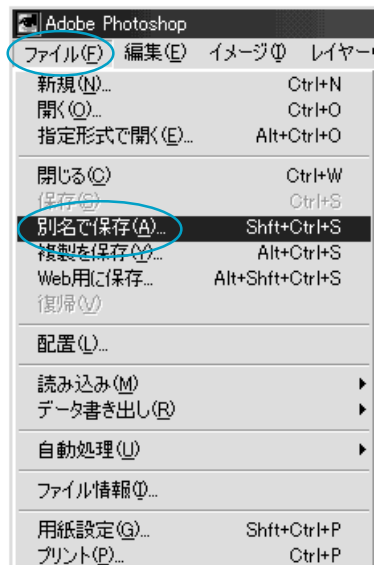 Adobe Photoshop
ファイル(F) 編集(E) イメージ(I) レイヤー
新規(N)... Ctrl+N
開く(O)... Ctrl+O
指定形式で開く(E)... Alt+Ctrl+O
閉じる(C) Ctrl+W
保存(S) Ctrl+S
別名で保存(A)... Shft+Ctrl+S
複製を保存(Y)... Alt+Ctrl+S
Web用に保存... Alt+Shft+Ctrl+S
復帰(V)
配置(L)...
読み込み(M)
データ書き出し(R)
自動処理(U)
ファイル情報(I)...
用紙設定(G)... Shft+Ctrl+P
プリント(P)... Ctrl+P